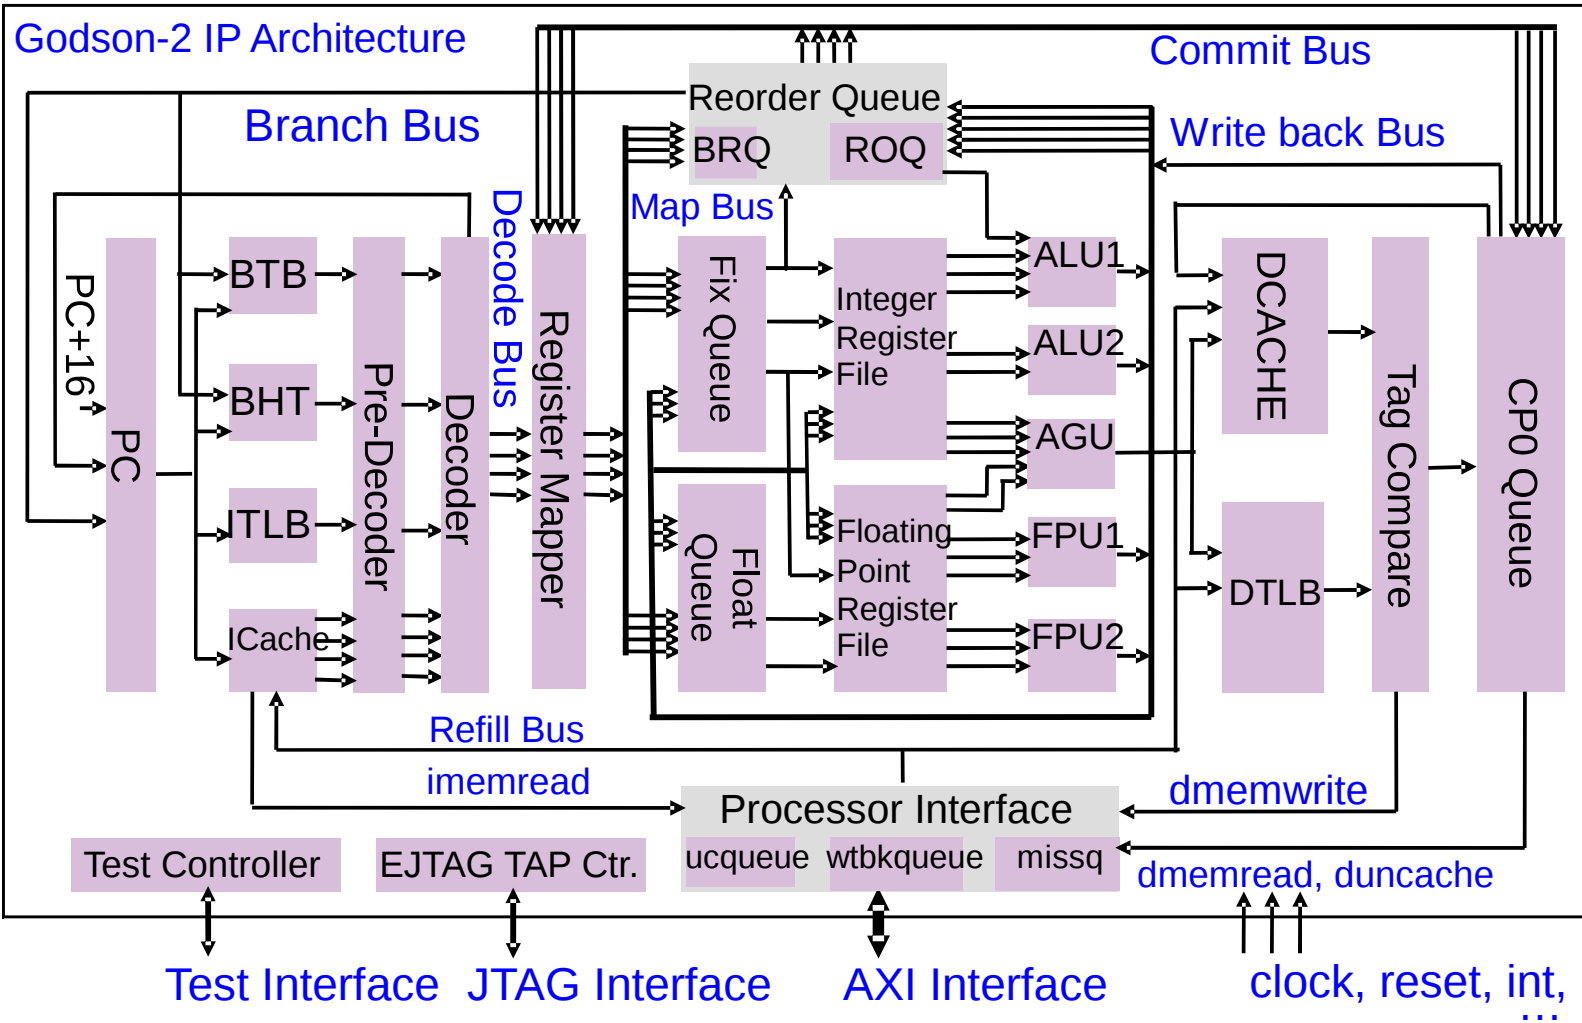 Godson-2 IP Architecture
Commit Bus
Reorder Queue
Branch Bus
Write back Bus
BRQ
ROQ
Decode Bus
Map Bus
PC+16
PC
BTB
BHT
ITLB
ICache
Pre-Decoder
Decoder
Register Mapper
Fix Queue
Float
Queue
Integer
Register
File
Floating
Point
Register
File
ALU1
ALU2
AGU
FPU1
FPU2
DCACHE
DTLB
Tag Compare
CP0 Queue
Refill Bus
imemread
dmemwrite
Processor Interface
ucqueue
wtbkqueue
missq
Test Controller
EJTAG TAP Ctr.
dmemread, duncache
Test Interface
JTAG Interface
AXI Interface
clock, reset, int,
...